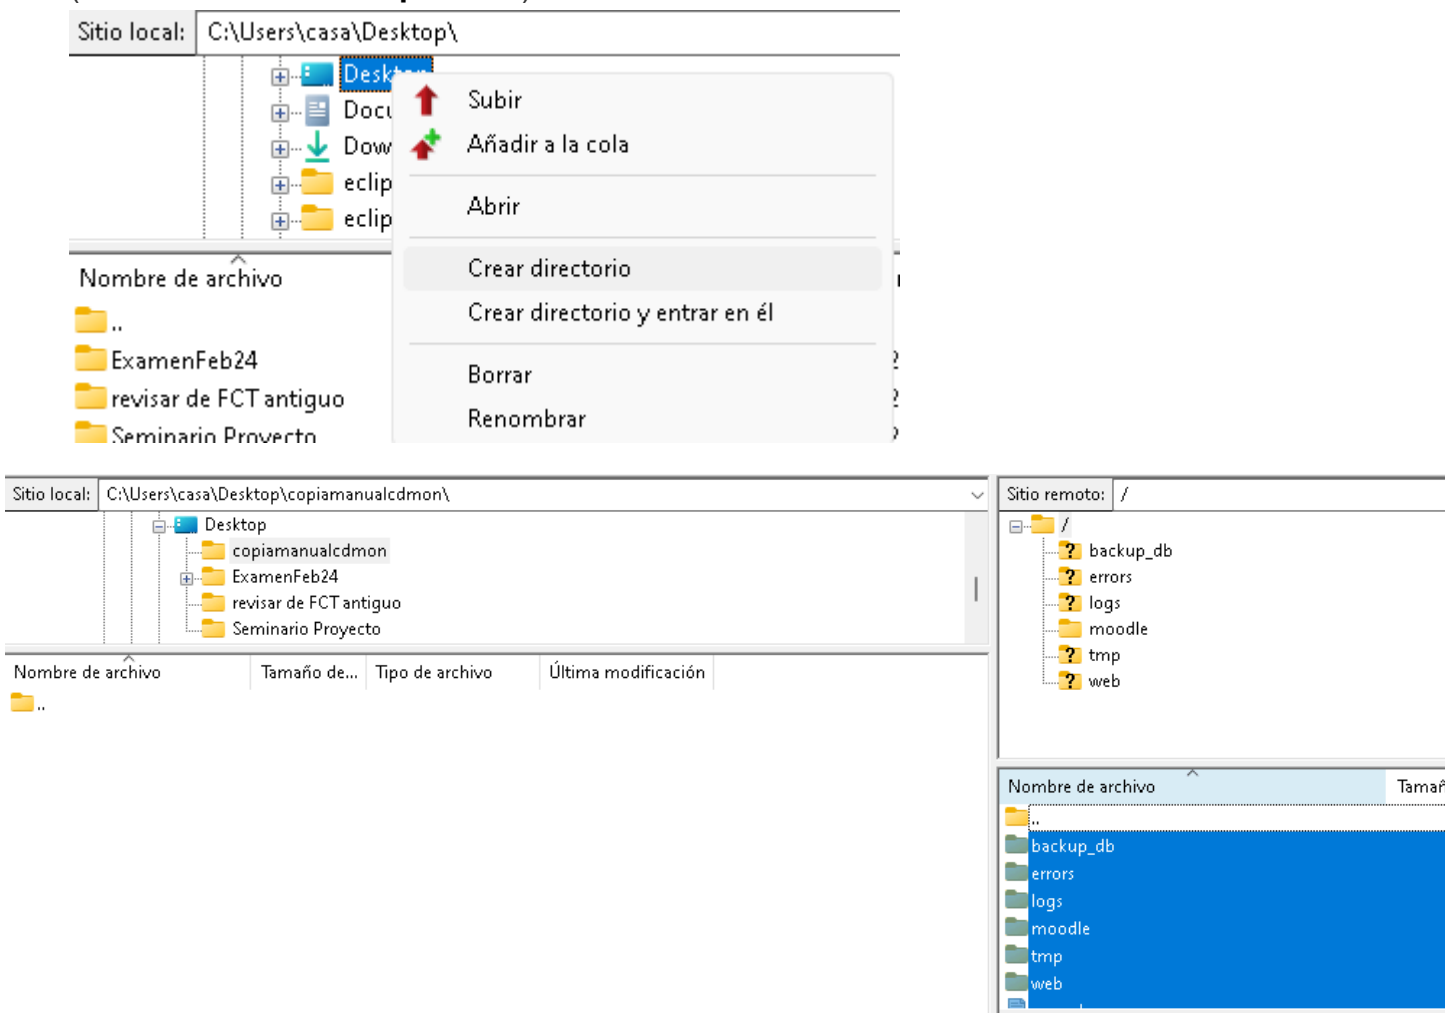 Sitio local: C:\Users\casa\Desktop\
Subir
Añadir a la cola
Abrir
Crear directorio
Crear directorio y entrar en él
Borrar
Renombrar
Nombre de archivo
..
ExamenFeb24
revisar de FCT antiguo
Seminario Proyecto
Sitio local: C:\Users\casa\Desktop\copiamanualcdmon\
Desktop
copiamanualcdmon
ExamenFeb24
revisar de FCT antiguo
Seminario Proyecto
Nombre de archivo Tamaño de... Tipo de archivo Última modificación
..
Sitio remoto: /
/
backup_db
errors
logs
moodle
tmp
web
Nombre de archivo
..
backup_db
errors
logs
moodle
tmp
web